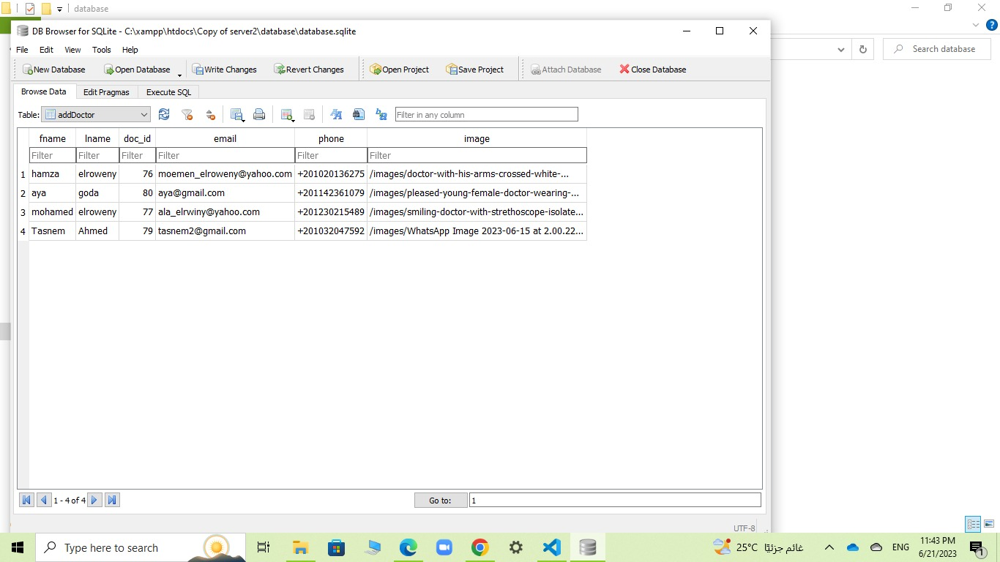 database
DB Browser for SQLite - C:\xampp\htdocs\Copy of server2\database\database.sqlite
File Edit View Tools Help
Search database
New Database Open Database Write Changes Revert Changes Open Project Save Project Attach Database Close Database
Browse Data Edit Pragmas Execute SQL
Table: addDoctor Filter in any column
fname lname doc_id email phone image
Filter Filter Filter Filter Filter Filter
1 hamza elroweny 76 moemen_elroweny@yahoo.com +201020136275 /images/doctor-with-his-arms-crossed-white-...
2 aya goda 80 aya@gmail.com +201142361079 /images/pleased-young-female-doctor-wearing-...
3 mohamed elroweny 77 ala_elrwiny@yahoo.com +201230215489 /images/smiling-doctor-with-strethoscope-isolate...
4 Tasnem Ahmed 79 tasnem2@gmail.com +201032047592 /images/WhatsApp Image 2023-06-15 at 2.00.22...
1 - 4 of 4 Go to: 1
UTF-8
Type here to search 25°C غائم جزئيًا ENG 11:43 PM
6/21/2023 1